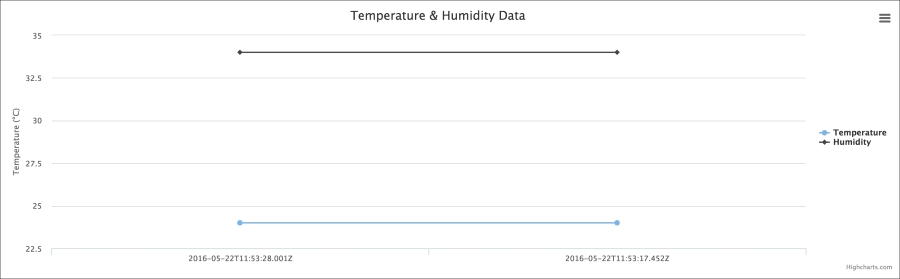 Temperature & Humidity Data
35
32.5
30
27.5
25
22.5
Temperature (°C)
2016-05-22T11:53:28.001Z
2016-05-22T11:53:17.452Z
Temperature
Humidity
Highcharts.com